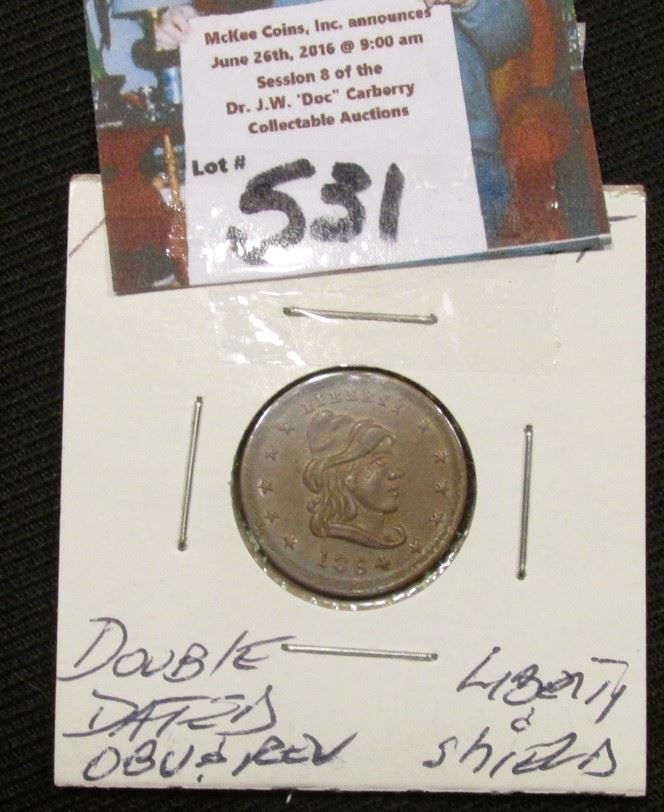 McKee Coins, Inc. announces
June 26th, 2016 @ 9:00 am
Session 8 of the
Dr. J.W. "Doc" Carberry
Collectable Auctions
Lot #
531
LIBERTY
1864
DOUBLE
DATED
OBV & REV
LIBERTY
&
SHIELD